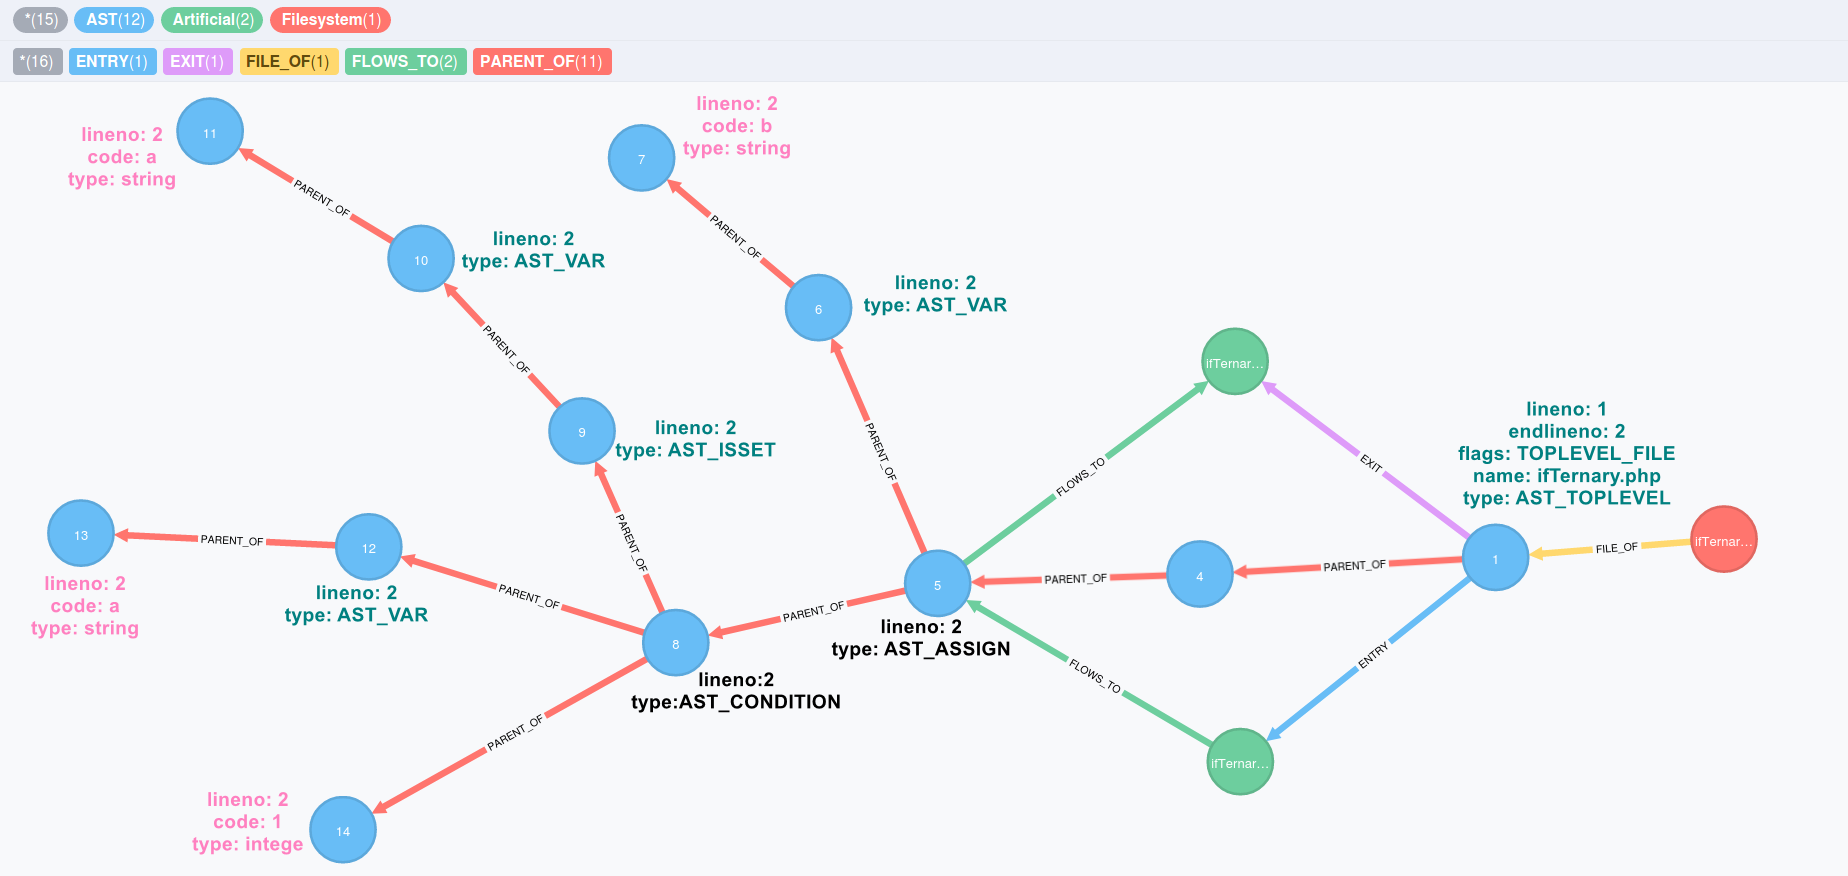 *(15) AST(12) Artificial(2) Filesystem(1)
*(16) ENTRY(1) EXIT(1) FILE_OF(1) FLOWS_TO(2) PARENT_OF(11)
11
lineno: 2
code: a
type: string
PARENT_OF
10
lineno: 2
type: AST_VAR
PARENT_OF
9
lineno: 2
type: AST_ISSET
PARENT_OF
7
lineno: 2
code: b
type: string
PARENT_OF
6
lineno: 2
type: AST_VAR
PARENT_OF
13
lineno: 2
code: a
type: string
PARENT_OF
12
lineno: 2
type: AST_VAR
PARENT_OF
8
lineno:2
type:AST_CONDITION
PARENT_OF
14
lineno: 2
code: 1
type: intege
PARENT_OF
5
lineno: 2
type: AST_ASSIGN
PARENT_OF
4
PARENT_OF
FLOWS_TO
ifTernar...
EXIT
FLOWS_TO
ifTernar...
ENTRY
lineno: 1
endlineno: 2
flags: TOPLEVEL_FILE
name: ifTernary.php
type: AST_TOPLEVEL
1
FILE_OF
ifTernar...